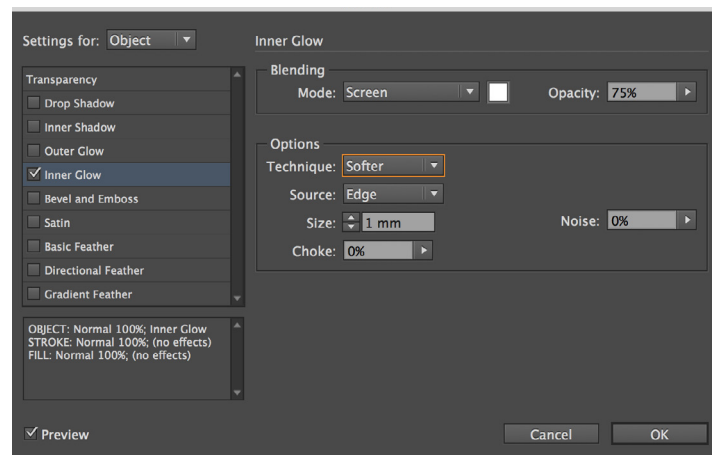 Settings for: Object
Inner Glow
Transparency
Drop Shadow
Inner Shadow
Outer Glow
Inner Glow
Bevel and Emboss
Satin
Basic Feather
Directional Feather
Gradient Feather
Blending
Mode: Screen Opacity: 75%
Options
Technique: Softer
Source: Edge
Size: 1 mm Noise: 0%
Choke: 0%
OBJECT: Normal 100%; Inner Glow
STROKE: Normal 100%; (no effects)
FILL: Normal 100%; (no effects)
Preview
Cancel OK